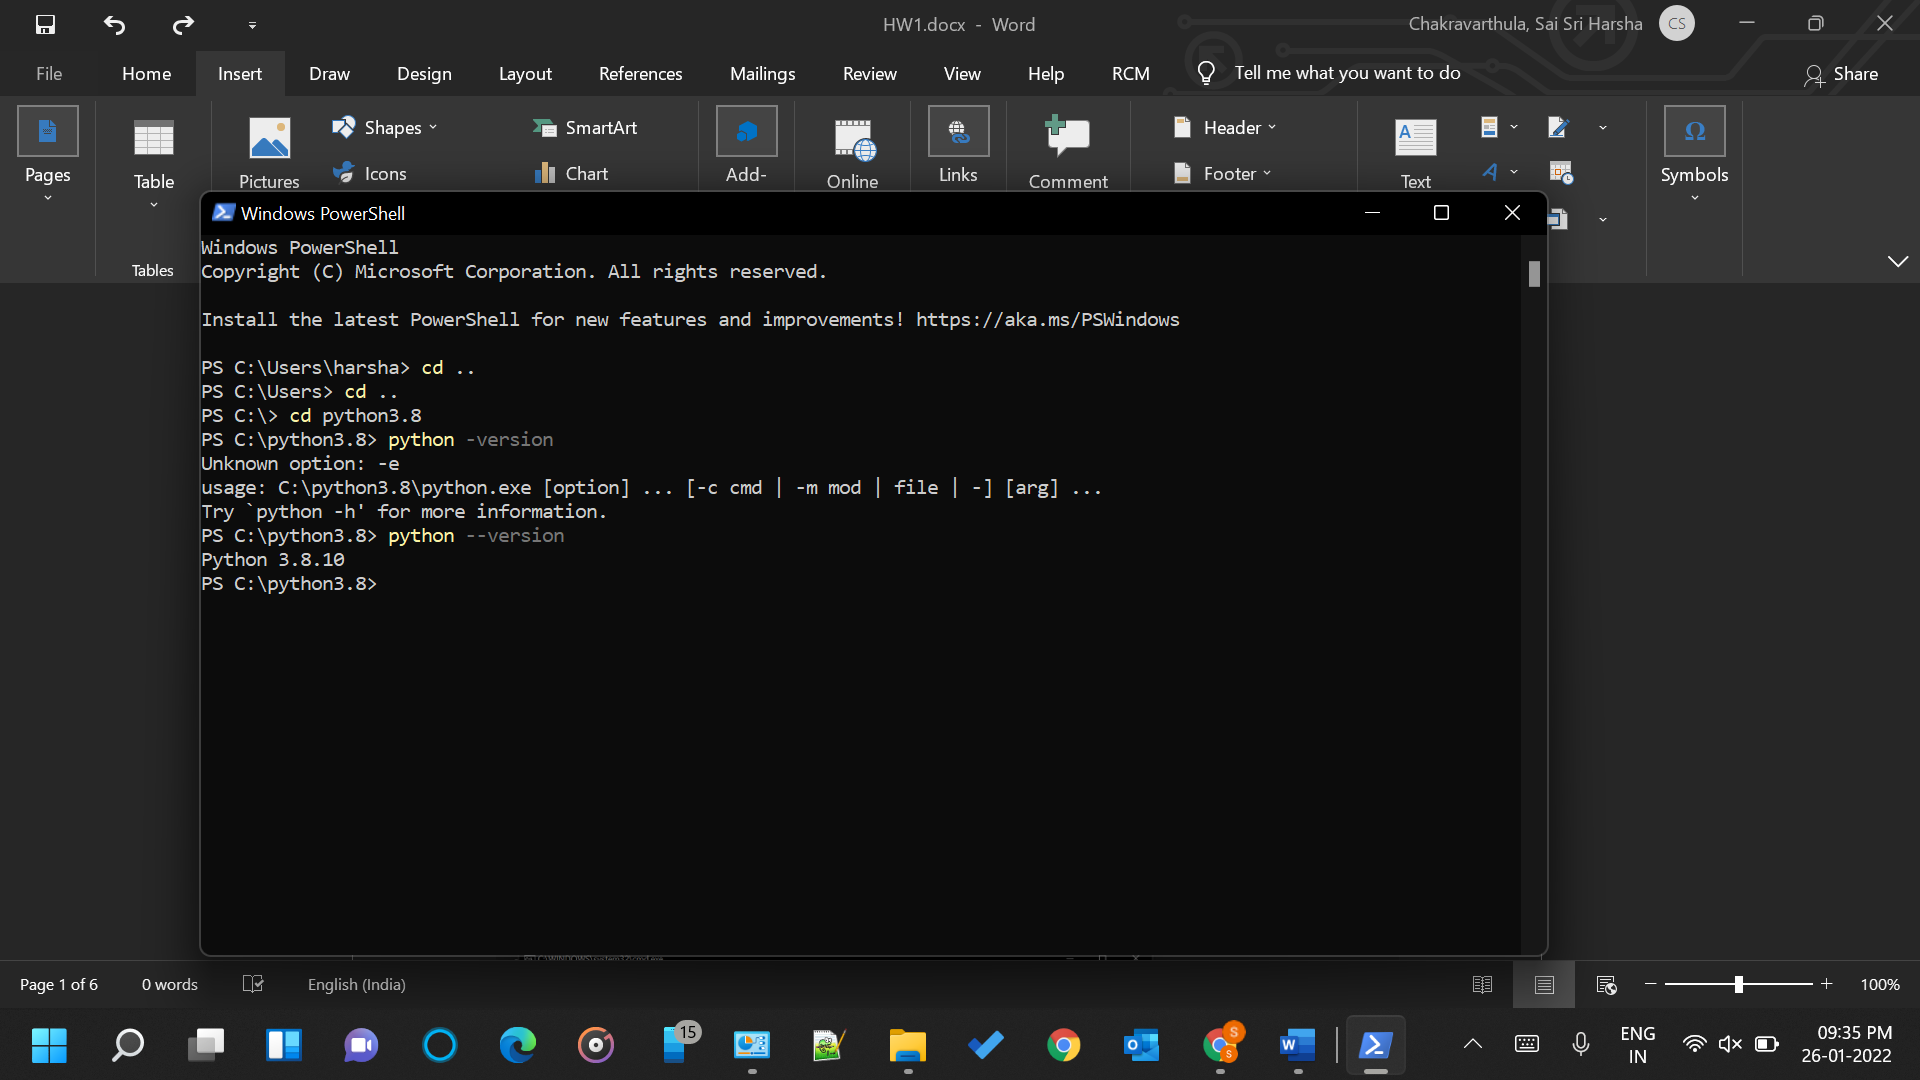 HW1.docx - Word
Chakravarthula, Sai Sri Harsha
CS
File
Home
Insert
Draw
Design
Layout
References
Mailings
Review
View
Help
RCM
Tell me what you want to do
Share
Pages
Table
Tables
Pictures
Shapes
Icons
SmartArt
Chart
Add-
Online
Links
Comment
Header
Footer
Text
Symbols
Windows PowerShell
Windows PowerShell
Copyright (C) Microsoft Corporation. All rights reserved.
Install the latest PowerShell for new features and improvements! https://aka.ms/PSWindows
PS C:\Users\harsha> cd ..
PS C:\Users> cd ..
PS C:\> cd python3.8
PS C:\python3.8> python -version
Unknown option: -e
usage: C:\python3.8\python.exe [option] ... [-c cmd | -m mod | file | -] [arg] ...
Try `python -h' for more information.
PS C:\python3.8> python --version
Python 3.8.10
PS C:\python3.8>
Page 1 of 6
0 words
English (India)
100%
15
ENG
IN
09:35 PM
26-01-2022